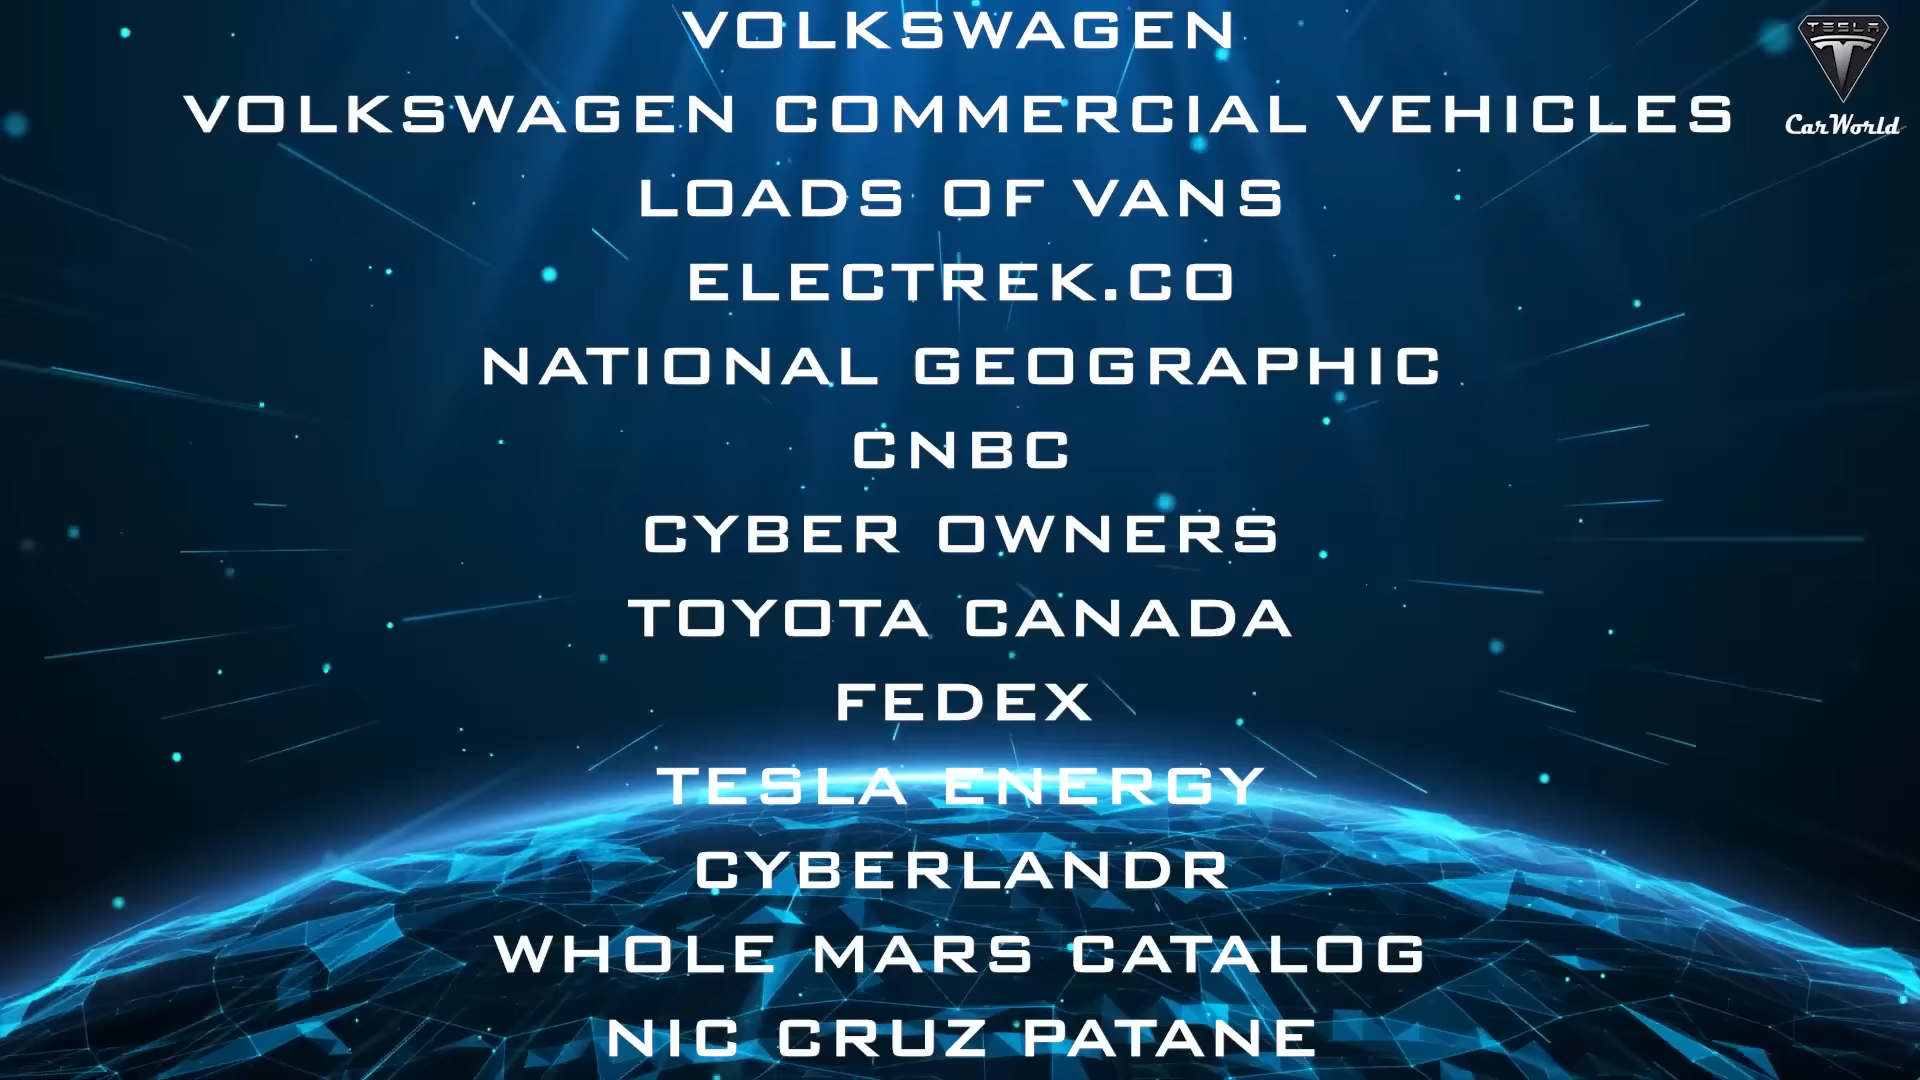 VOLKSWAGEN
TESLA
VOLKSWAGEN COMMERCIAL VEHICLES
CarWorld
LOADS OF VANS
ELECTREK.CO
NATIONAL GEOGRAPHIC
CNBC
CYBER OWNERS
TOYOTA CANADA
FEDEX
TESLA ENERGY
CYBERLANDR
WHOLE MARS CATALOG
NIC CRUZ PATANE